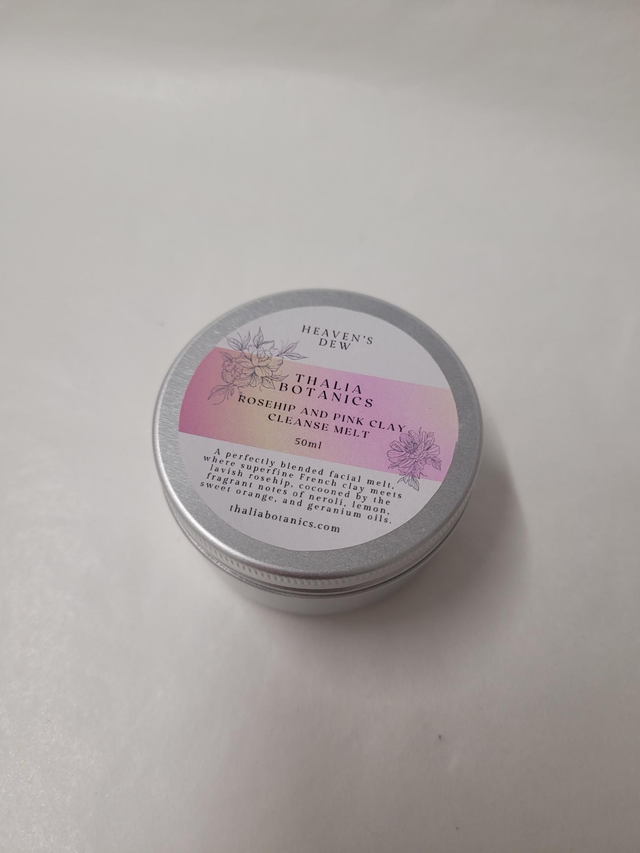 HEAVEN'S
DEW
THALIA
BOTANICS
ROSEHIP AND PINK CLAY
CLEANSE MELT
50ml
A perfectly blended facial melt,
where superfine French clay meets
lavish rosehip, cocooned by the
fragrant notes of neroli, lemon,
sweet orange, and geranium oils.
thaliabotanics.com